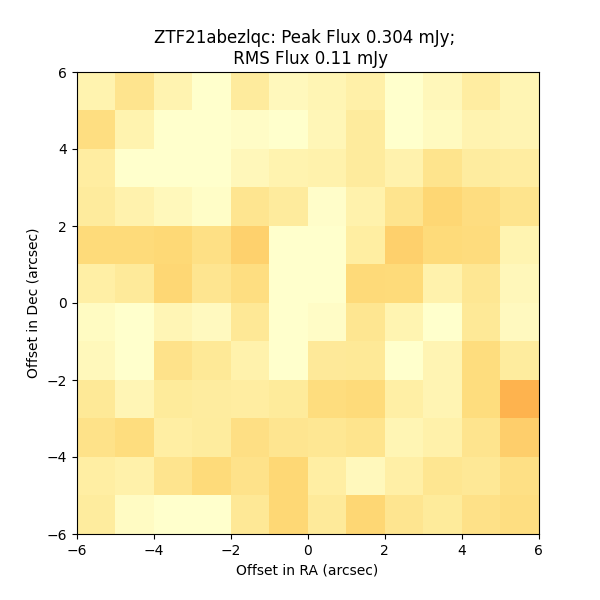 ZTF21abezlqc: Peak Flux 0.304 mJy;
RMS Flux 0.11 mJy
6
4
2
0
−2
−4
−6
Offset in Dec (arcsec)
−6 −4 −2 0 2 4 6
Offset in RA (arcsec)